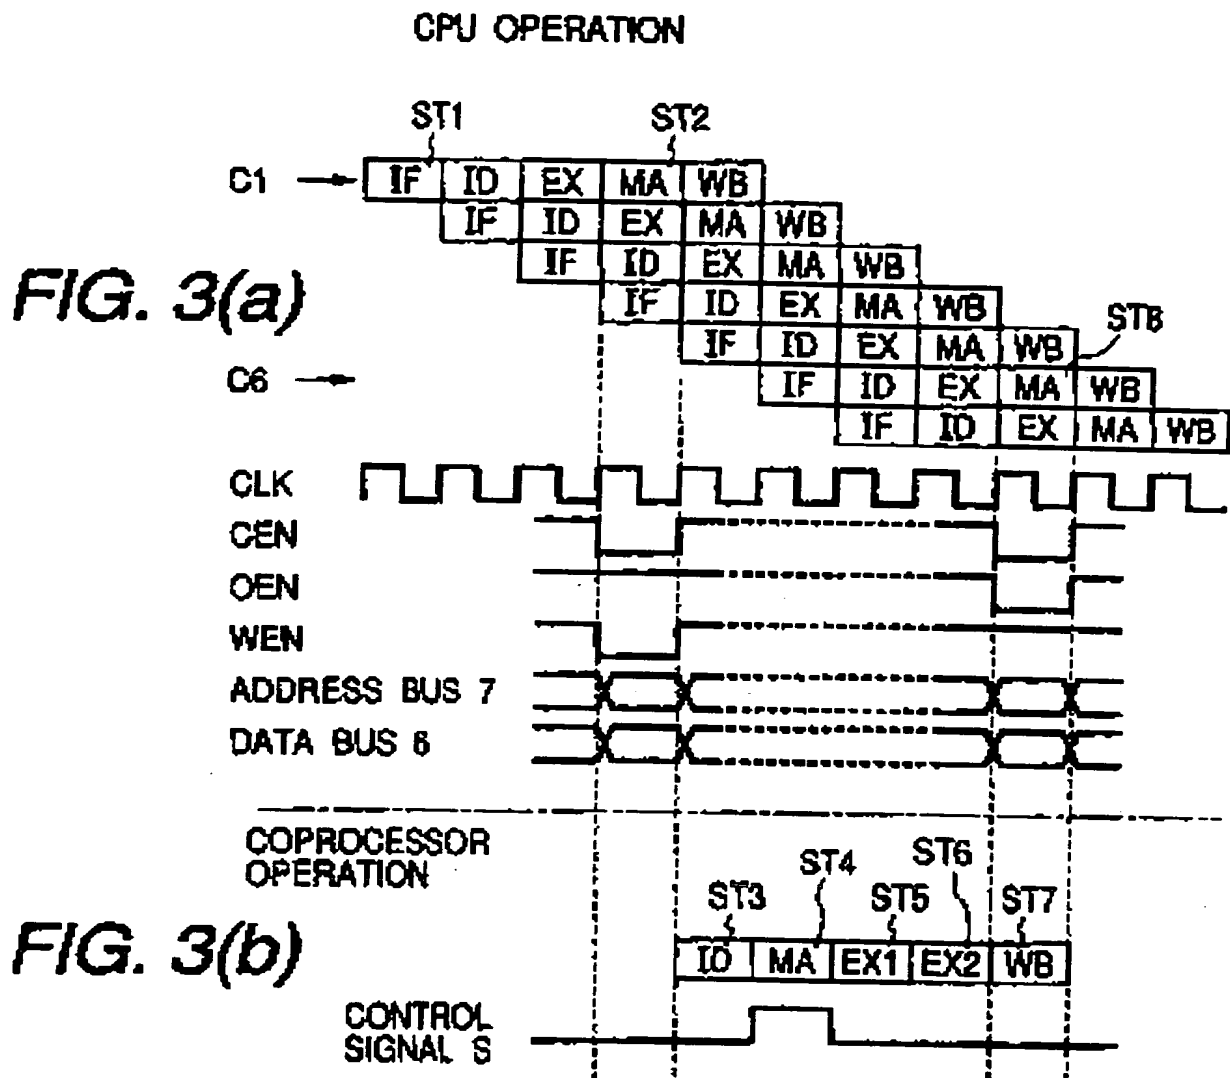 CPU OPERATION
ST1 ST2
C1 IF ID EX MA WB
IF ID EX MA WB
IF ID EX MA WB
FIG. 3(a)
IF ID EX MA WB
ST8
IF ID EX MA WB
C6 IF ID EX MA WB
IF ID EX MA WB
CLK
CEN
OEN
WEN
ADDRESS BUS 7
DATA BUS 6
COPROCESSOR
OPERATION
ST3 ST4 ST5 ST6 ST7
FIG. 3(b)
ID MA EX1 EX2 WB
CONTROL
SIGNAL S